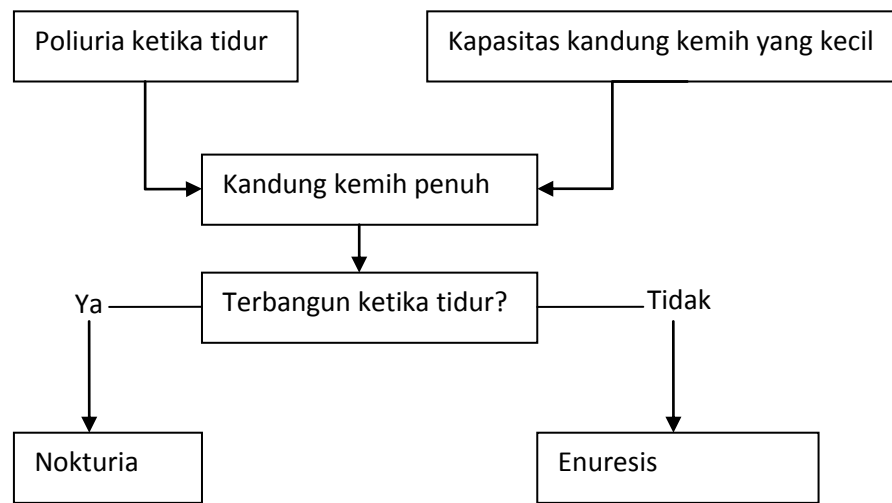 Poliuria ketika tidur
Kapasitas kandung kemih yang kecil
Kandung kemih penuh
Terbangun ketika tidur?
Ya
Tidak
Nokturia
Enuresis